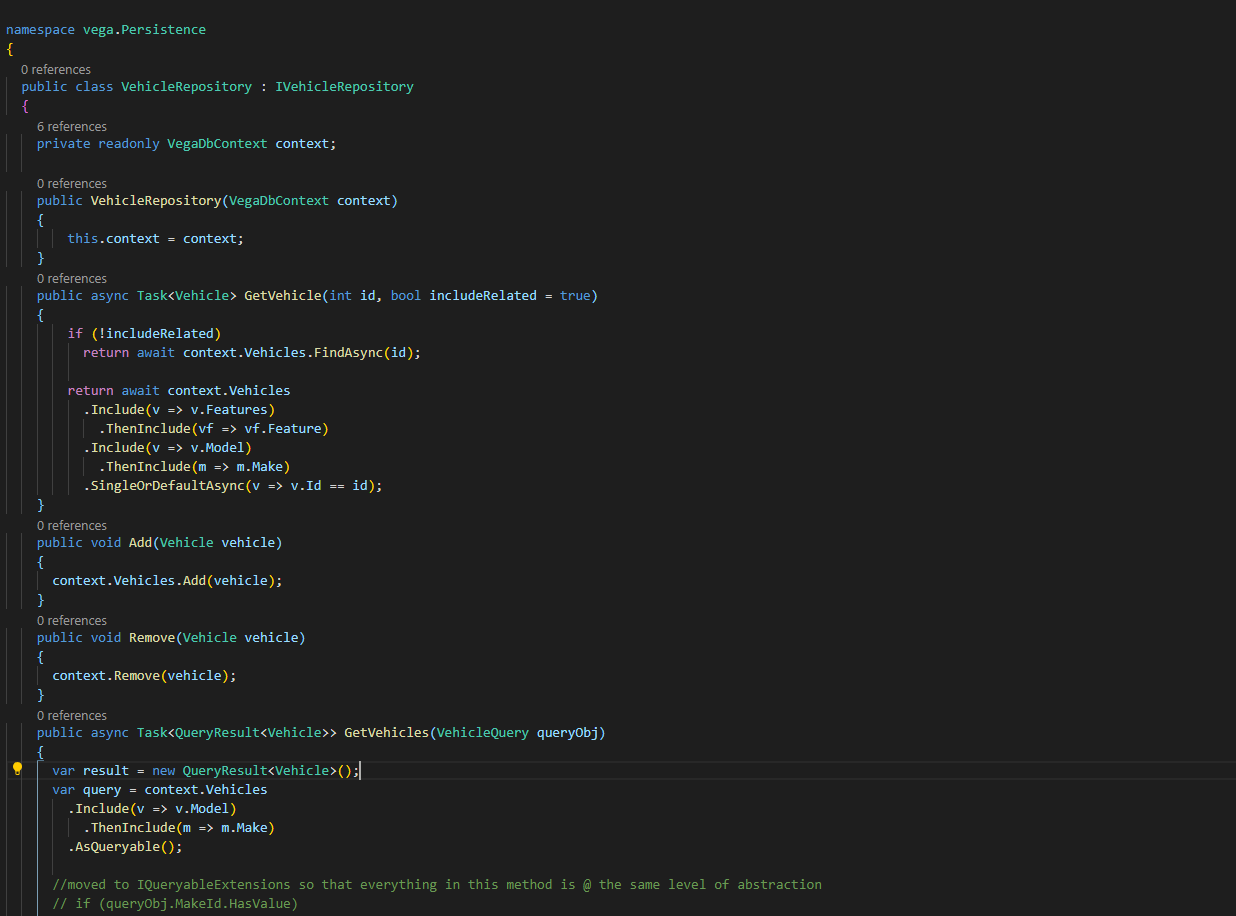 namespace vega.Persistence
{
0 references
public class VehicleRepository : IVehicleRepository
{
6 references
private readonly VegaDbContext context;
0 references
public VehicleRepository(VegaDbContext context)
{
this.context = context;
}
0 references
public async Task<Vehicle> GetVehicle(int id, bool includeRelated = true)
{
if (!includeRelated)
return await context.Vehicles.FindAsync(id);
return await context.Vehicles
.Include(v => v.Features)
.ThenInclude(vf => vf.Feature)
.Include(v => v.Model)
.ThenInclude(m => m.Make)
.SingleOrDefaultAsync(v => v.Id == id);
}
0 references
public void Add(Vehicle vehicle)
{
context.Vehicles.Add(vehicle);
}
0 references
public void Remove(Vehicle vehicle)
{
context.Remove(vehicle);
}
0 references
public async Task<QueryResult<Vehicle>> GetVehicles(VehicleQuery queryObj)
{
var result = new QueryResult<Vehicle>();
var query = context.Vehicles
.Include(v => v.Model)
.ThenInclude(m => m.Make)
.AsQueryable();
//moved to IQueryableExtensions so that everything in this method is @ the same level of abstraction
// if (queryObj.MakeId.HasValue)